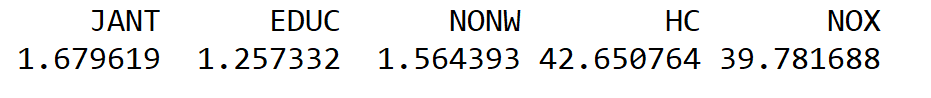 JANT EDUC NONW HC NOX
1.679619 1.257332 1.564393 42.650764 39.781688